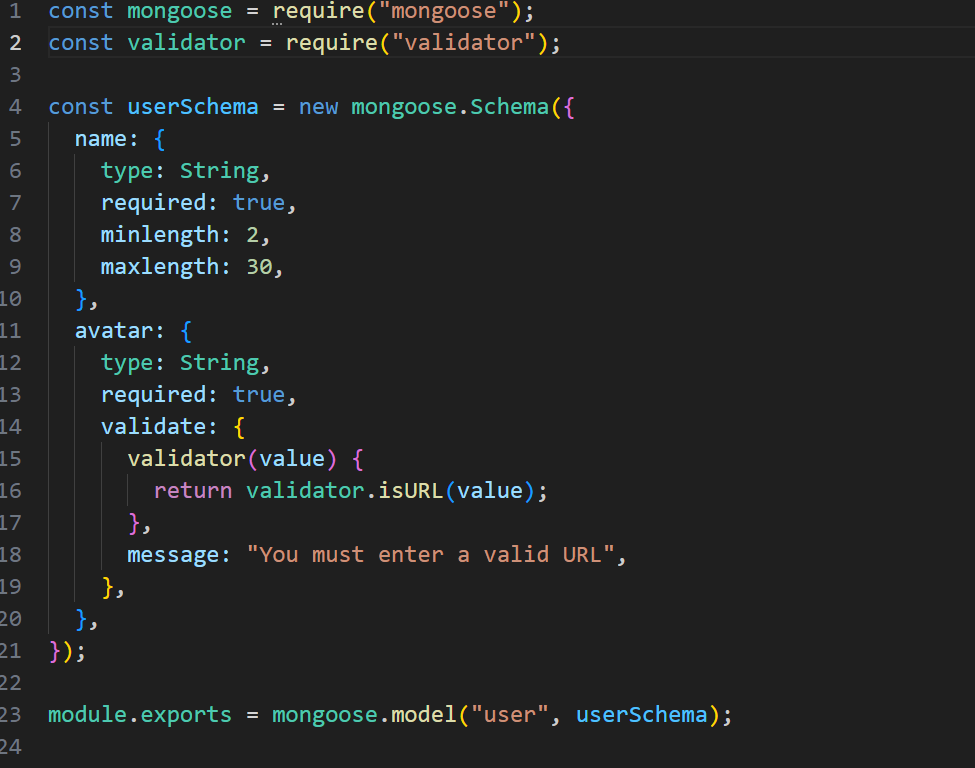 1 const mongoose = require("mongoose");
2 const validator = require("validator");
3
4 const userSchema = new mongoose.Schema({
5   name: {
6     type: String,
7     required: true,
8     minlength: 2,
9     maxlength: 30,
10   },
11   avatar: {
12     type: String,
13     required: true,
14     validate: {
15       validator(value) {
16         return validator.isURL(value);
17       },
18       message: "You must enter a valid URL",
19     },
20   },
21 });
22
23 module.exports = mongoose.model("user", userSchema);
24